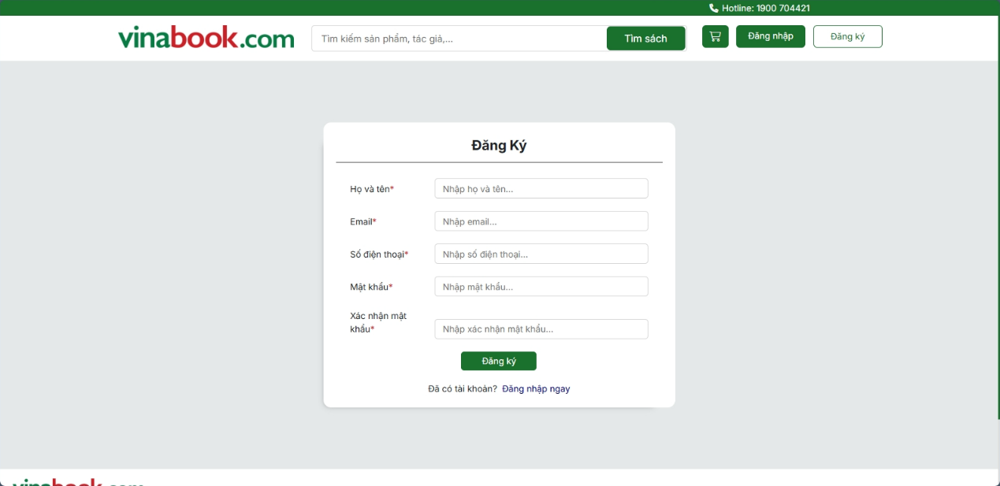 Hotline: 1900 704421
vinabook.com
Tìm kiếm sản phẩm, tác giả,...
Tìm sách
Đăng nhập
Đăng ký
Đăng Ký
Họ và tên* Nhập họ và tên...
Email* Nhập email...
Số điện thoại* Nhập số điện thoại...
Mật khẩu* Nhập mật khẩu...
Xác nhận mật
khẩu* Nhập xác nhận mật khẩu...
Đăng ký
Đã có tài khoản? Đăng nhập ngay
vinabook.com